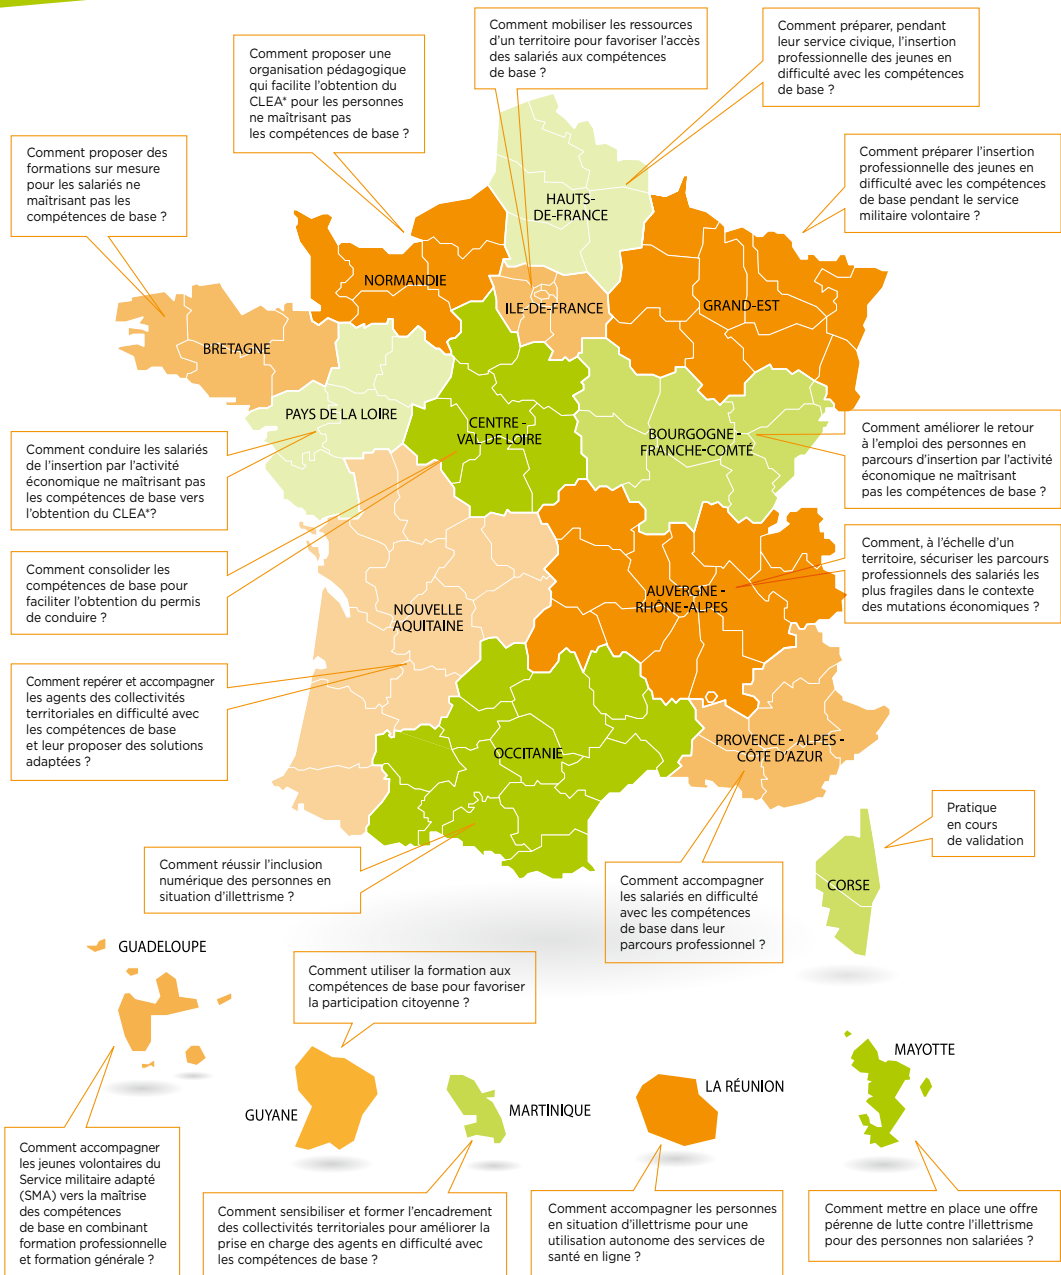 Comment mobiliser les ressources
d'un territoire pour favoriser l'accès
des salariés aux compétences
de base ?
Comment préparer, pendant
leur service civique, l'insertion
professionnelle des jeunes en
difficulté avec les compétences
de base ?
Comment proposer une
organisation pédagogique
qui facilite l'obtention du
CLEA* pour les personnes
ne maîtrisant pas
les compétences de base ?
Comment proposer des
formations sur mesure
pour les salariés ne
maîtrisant pas les
compétences de base ?
Comment préparer l'insertion
professionnelle des jeunes en
difficulté avec les compétences
de base pendant le service
militaire volontaire ?
HAUTS-
DE-FRANCE
NORMANDIE
ILE-DE-FRANCE
GRAND-EST
BRETAGNE
PAYS DE LA LOIRE
CENTRE -
VAL DE LOIRE
BOURGOGNE -
FRANCHE-COMTÉ
Comment conduire les salariés
de l'insertion par l'activité
économique ne maîtrisant pas
les compétences de base vers
l'obtention du CLEA*?
Comment améliorer le retour
à l'emploi des personnes en
parcours d'insertion par l'activité
économique ne maîtrisant
pas les compétences de base ?
Comment consolider les
compétences de base pour
faciliter l'obtention du permis
de conduire ?
Comment, à l'échelle d'un
territoire, sécuriser les parcours
professionnels des salariés les
plus fragiles dans le contexte
des mutations économiques ?
NOUVELLE
AQUITAINE
AUVERGNE -
RHÔNE-ALPES
Comment repérer et accompagner
les agents des collectivités
territoriales en difficulté avec
les compétences de base
et leur proposer des solutions
adaptées ?
OCCITANIE
PROVENCE - ALPES -
CÔTE D'AZUR
Pratique
en cours
de validation
Comment réussir l'inclusion
numérique des personnes en
situation d'illettrisme ?
Comment accompagner
les salariés en difficulté
avec les compétences
de base dans leur
parcours professionnel ?
CORSE
GUADELOUPE
Comment utiliser la formation aux
compétences de base pour favoriser
la participation citoyenne ?
GUYANE
MARTINIQUE
LA RÉUNION
MAYOTTE
Comment accompagner
les jeunes volontaires du
Service militaire adapté
(SMA) vers la maîtrise
des compétences
de base en combinant
formation professionnelle
et formation générale ?
Comment sensibiliser et former l'encadrement
des collectivités territoriales pour améliorer la
prise en charge des agents en difficulté avec
les compétences de base ?
Comment accompagner les personnes
en situation d'illettrisme pour une
utilisation autonome des services de
santé en ligne ?
Comment mettre en place une offre
pérenne de lutte contre l'illettrisme
pour des personnes non salariées ?